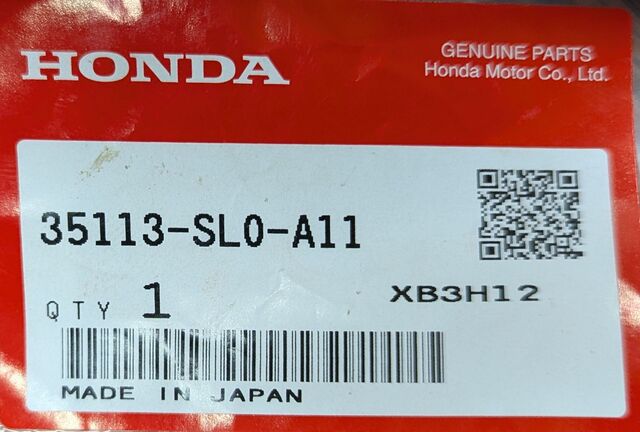 HONDA
GENUINE PARTS
Honda Motor Co., Ltd.
35113-SL0-A11
QTY 1
XB3H12
MADE IN JAPAN